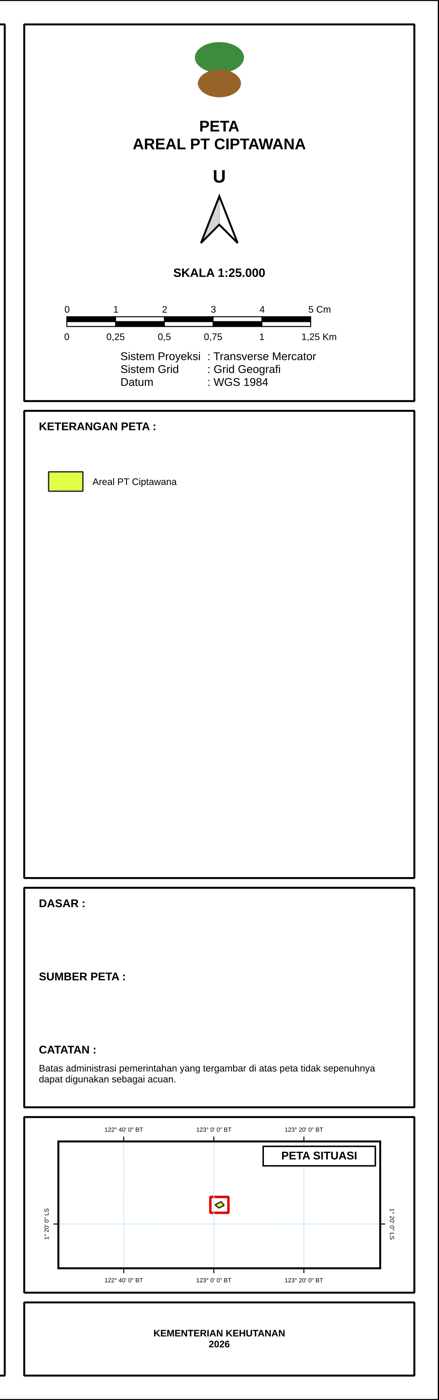 PETA
AREAL PT CIPTAWANA
U
SKALA 1:25.000
0 1 2 3 4 5 Cm
0 0,25 0,5 0,75 1 1,25 Km
Sistem Proyeksi : Transverse Mercator
Sistem Grid : Grid Geografi
Datum : WGS 1984
KETERANGAN PETA :
Areal PT Ciptawana
DASAR :
SUMBER PETA :
CATATAN :
Batas administrasi pemerintahan yang tergambar di atas peta tidak sepenuhnya
dapat digunakan sebagai acuan.
122° 40' 0" BT 123° 0' 0" BT 123° 20' 0" BT
PETA SITUASI
1° 20' 0" LS 1° 20' 0" LS
122° 40' 0" BT 123° 0' 0" BT 123° 20' 0" BT
KEMENTERIAN KEHUTANAN
2026